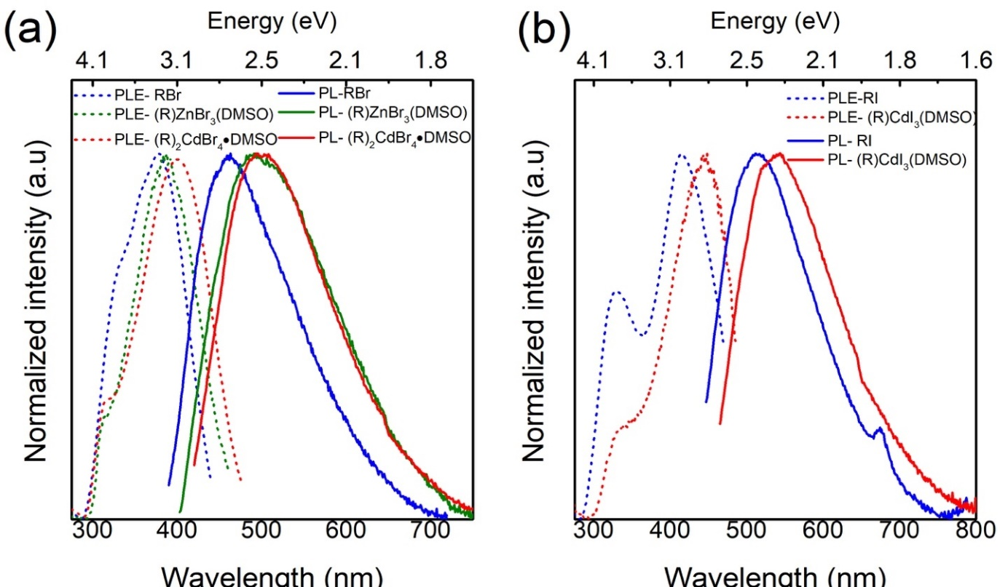 (a)
Energy (eV)
4.1 3.1 2.5 2.1 1.8
PLE- RBr PL-RBr
PLE- (R)ZnBr₃(DMSO) PL- (R)ZnBr₃(DMSO)
PLE- (R)₂CdBr₄•DMSO PL- (R)₂CdBr₄•DMSO
Normalized intensity (a.u)
300 400 500 600 700
Wavelength (nm)
(b)
Energy (eV)
4.1 3.1 2.5 2.1 1.8 1.6
PLE-RI
PLE- (R)CdI₃(DMSO)
PL- RI
PL- (R)CdI₃(DMSO)
Normalized intensity (a.u)
300 400 500 600 700 800
Wavelength (nm)